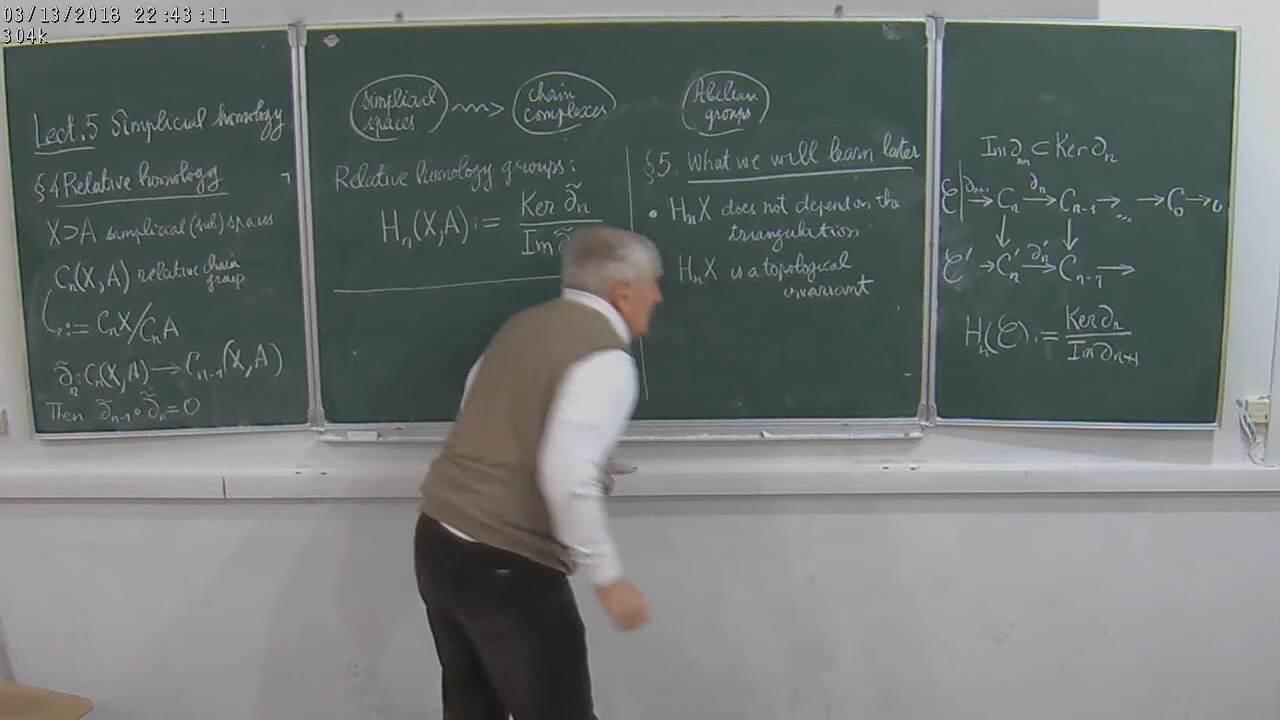 03/13/2018 22:43:11
304k
Lect.5 Simplicial homology
§4 Relative homology
X⊃A simplicial (sub) spaces
Cₙ(X,A) relative chain group
:= CₙX/CₙA
∂̃ₙ: Cₙ(X,A) → Cₙ₋₁(X,A)
Then ∂̃ₙ₋₁∘∂̃ₙ=0
simplicial spaces
chain complexes
Abelian groups
Relative homology groups:
Hₙ(X,A) := Ker ∂̃ₙ / Im ∂̃
§5. What we will learn later
• HₙX does not depend on the
triangulation
HₙX is a topological
invariant
Im ∂ₙ₊₁ ⊂ Ker ∂ₙ
𝒞 | ∂ₙ₊₁ → Cₙ ∂ₙ → Cₙ₋₁ → ... → C₀ → 0
↓ ↓
𝒞' → C'ₙ ∂'ₙ → C'ₙ₋₁ →
Hₙ(𝒞) := Ker ∂ₙ / Im ∂ₙ₊₁